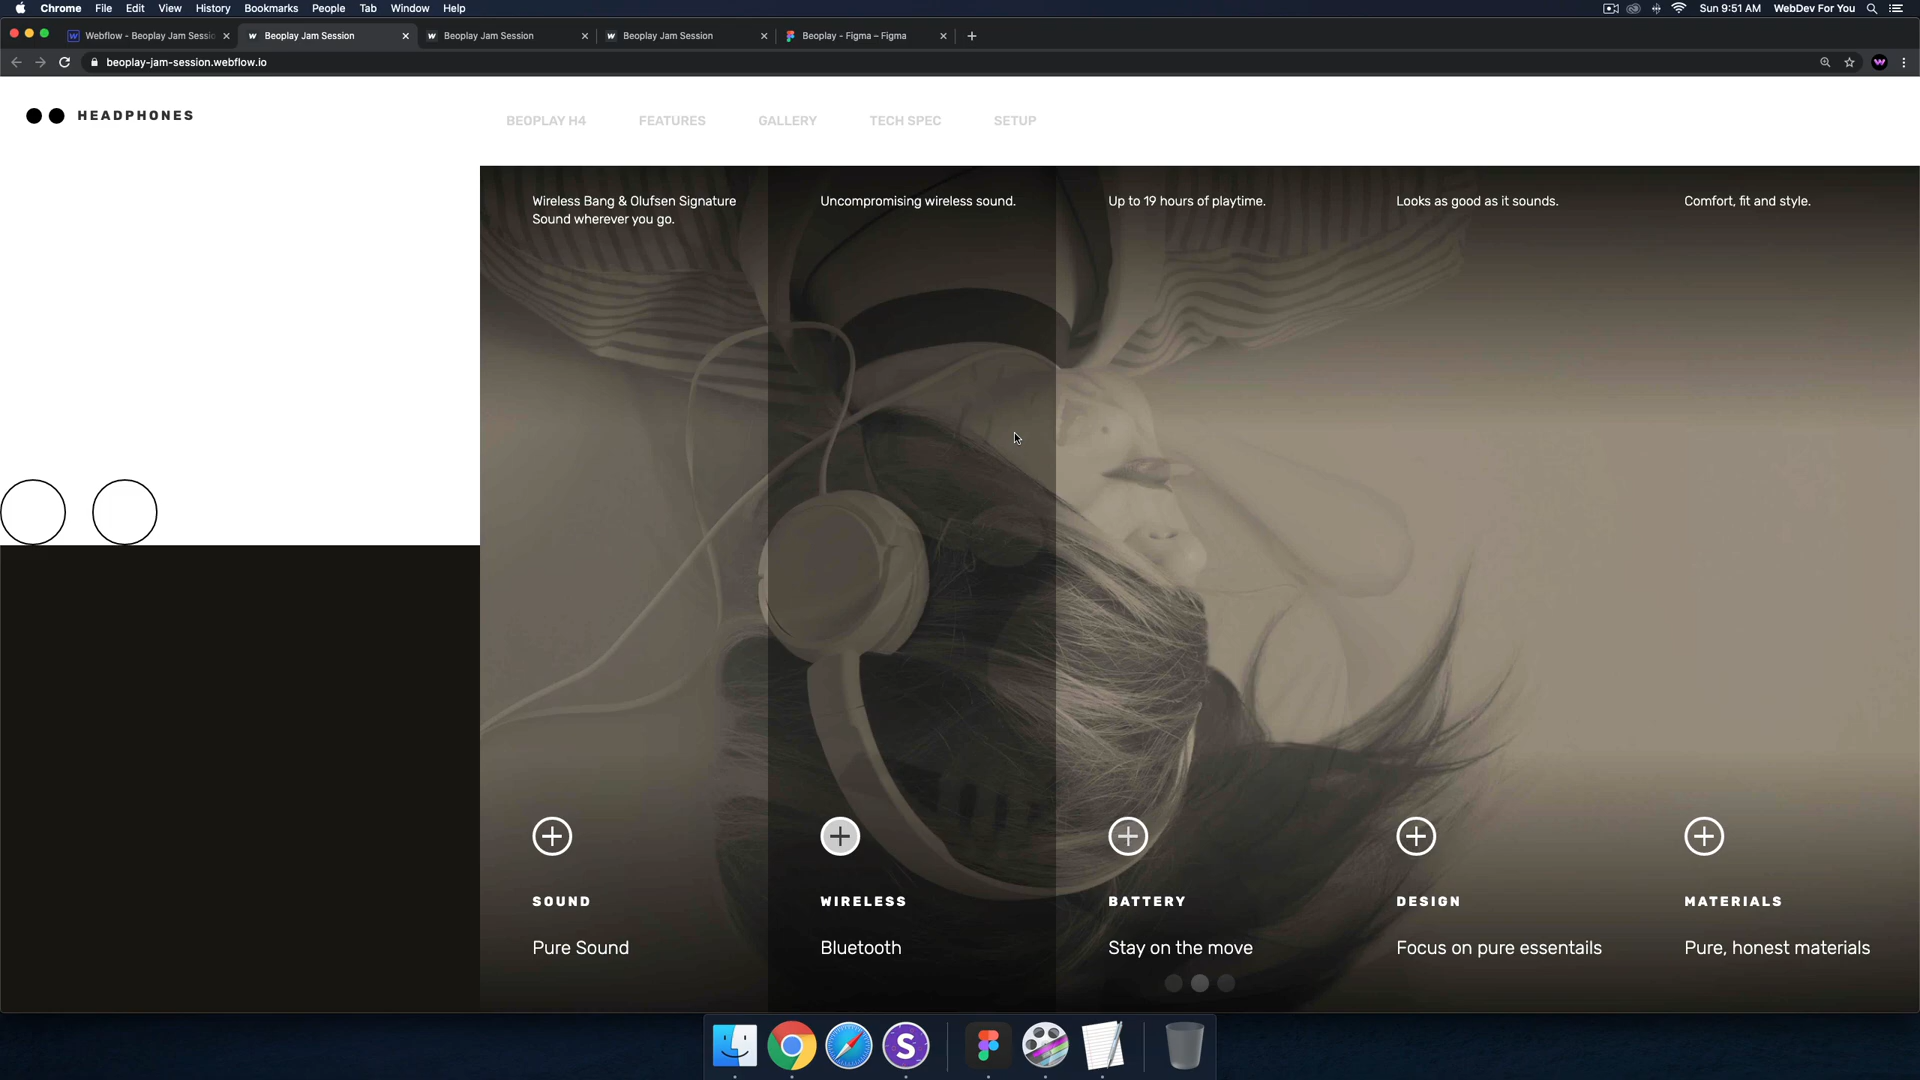 Chrome File Edit View History Bookmarks People Tab Window Help
Sun 9:51 AM WebDev For You
Webflow - Beoplay Jam Sessio
Beoplay Jam Session
Beoplay Jam Session
Beoplay Jam Session
Beoplay - Figma – Figma
beoplay-jam-session.webflow.io
HEADPHONES
BEOPLAY H4 FEATURES GALLERY TECH SPEC SETUP
Wireless Bang & Olufsen Signature
Sound wherever you go.
Uncompromising wireless sound.
Up to 19 hours of playtime.
Looks as good as it sounds.
Comfort, fit and style.
SOUND
Pure Sound
WIRELESS
Bluetooth
BATTERY
Stay on the move
DESIGN
Focus on pure essentails
MATERIALS
Pure, honest materials